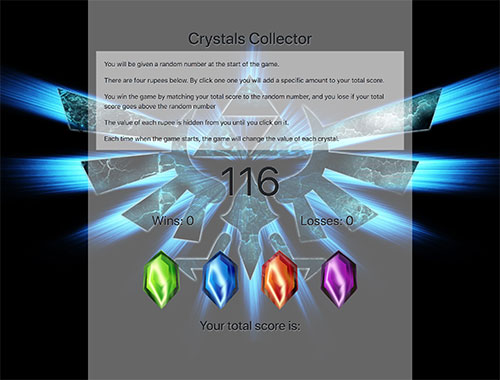 Crystals Collector
You will be given a random number at the start of the game.
There are four rupees below. By click one one you will add a specific amount to your total score.
You win the game by matching your total score to the random number, and you lose if your total
score goes above the random number
The value of each rupee is hidden from you until you click on it.
Each time when the game starts, the game will change the value of each crystal.
116
Wins: 0 Losses: 0
Your total score is: